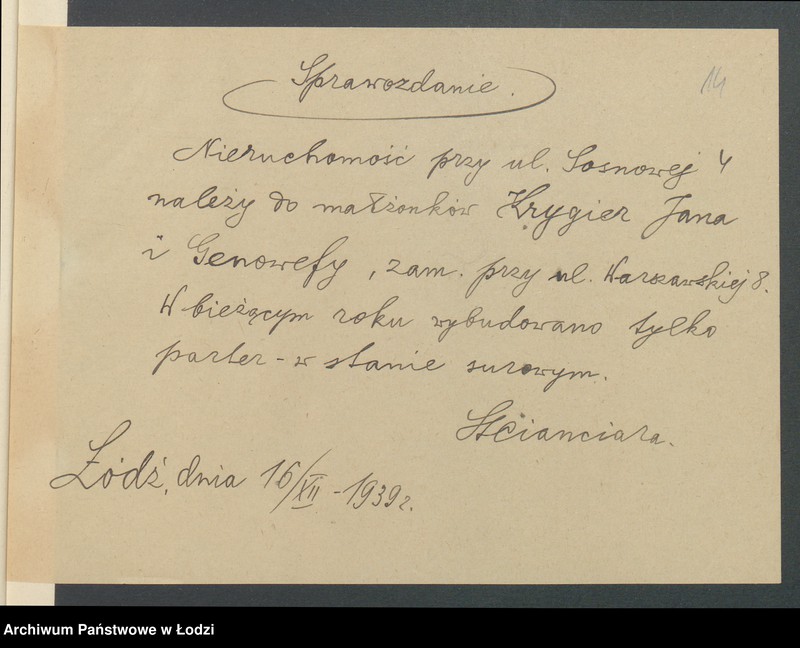 Sprawozdanie.
14
Nieruchomość przy ul. Sosnowej 4
należy do małżonków Krygier Jana
i Genowefy, zam. przy ul. Warszawskiej 8.
W bieżącym roku wybudowano tylko
parter - w stanie surowym.
Łódź, dnia 16/XII - 1939 r.
Archiwum Państwowe w Łodzi